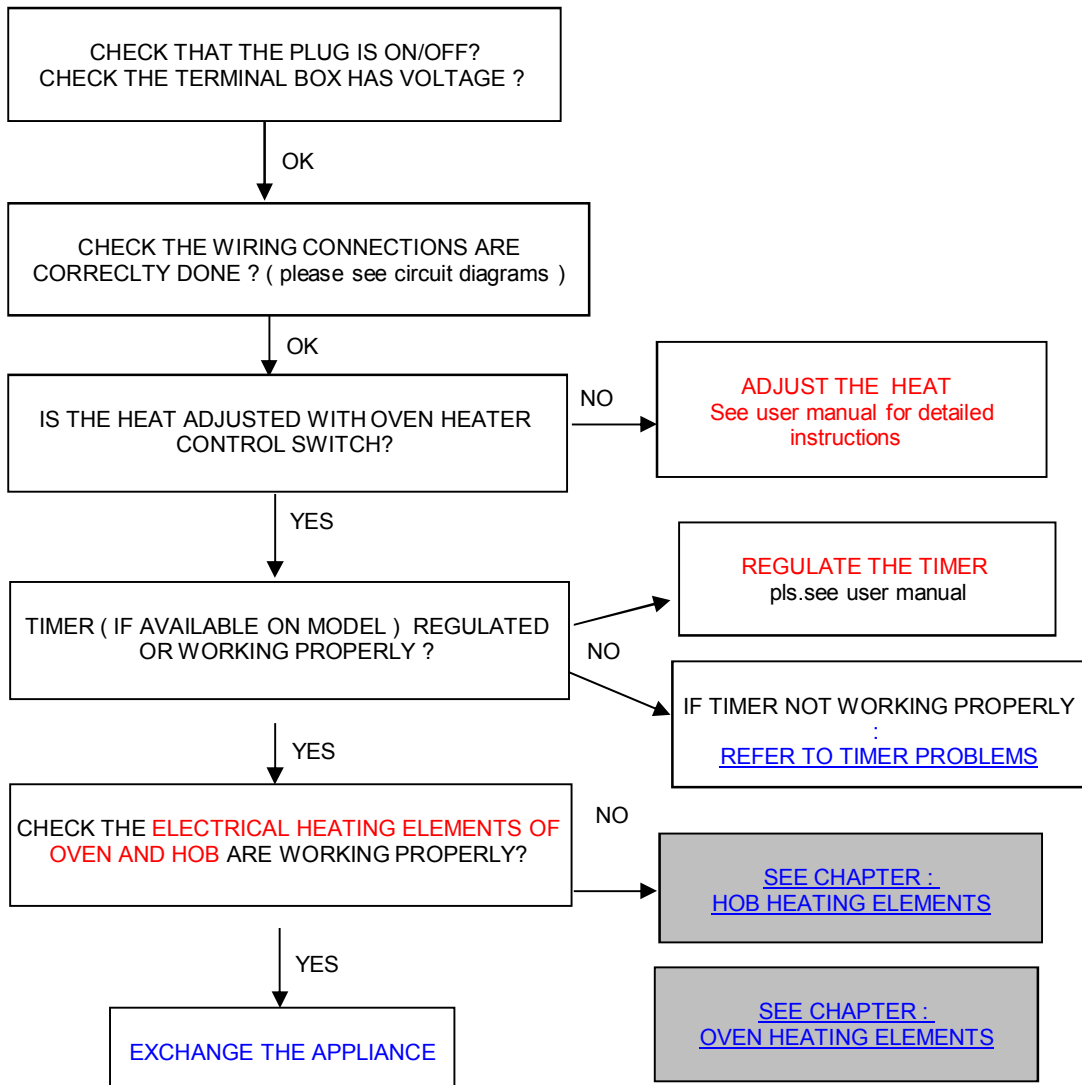 CHECK THAT THE PLUG IS ON/OFF?
CHECK THE TERMINAL BOX HAS VOLTAGE ?
OK
CHECK THE WIRING CONNECTIONS ARE
CORRECLTY DONE ? ( please see circuit diagrams )
OK
IS THE HEAT ADJUSTED WITH OVEN HEATER
CONTROL SWITCH?
NO
ADJUST THE HEAT
See user manual for detailed
instructions
YES
REGULATE THE TIMER
pls.see user manual
TIMER ( IF AVAILABLE ON MODEL ) REGULATED
OR WORKING PROPERLY ?
NO
IF TIMER NOT WORKING PROPERLY
:
REFER TO TIMER PROBLEMS
YES
CHECK THE ELECTRICAL HEATING ELEMENTS OF
OVEN AND HOB ARE WORKING PROPERLY?
NO
SEE CHAPTER :
HOB HEATING ELEMENTS
YES
SEE CHAPTER :
OVEN HEATING ELEMENTS
EXCHANGE THE APPLIANCE